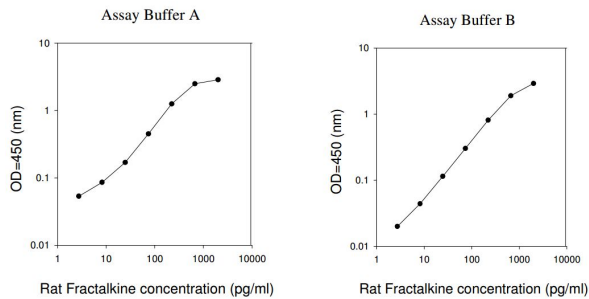 Assay Buffer A
10
1
0.1
0.01
OD=450 (nm)
1 10 100 1000 10000
Rat Fractalkine concentration (pg/ml)
Assay Buffer B
10
1
0.1
0.01
OD=450 (nm)
1 10 100 1000 10000
Rat Fractalkine concentration (pg/ml)